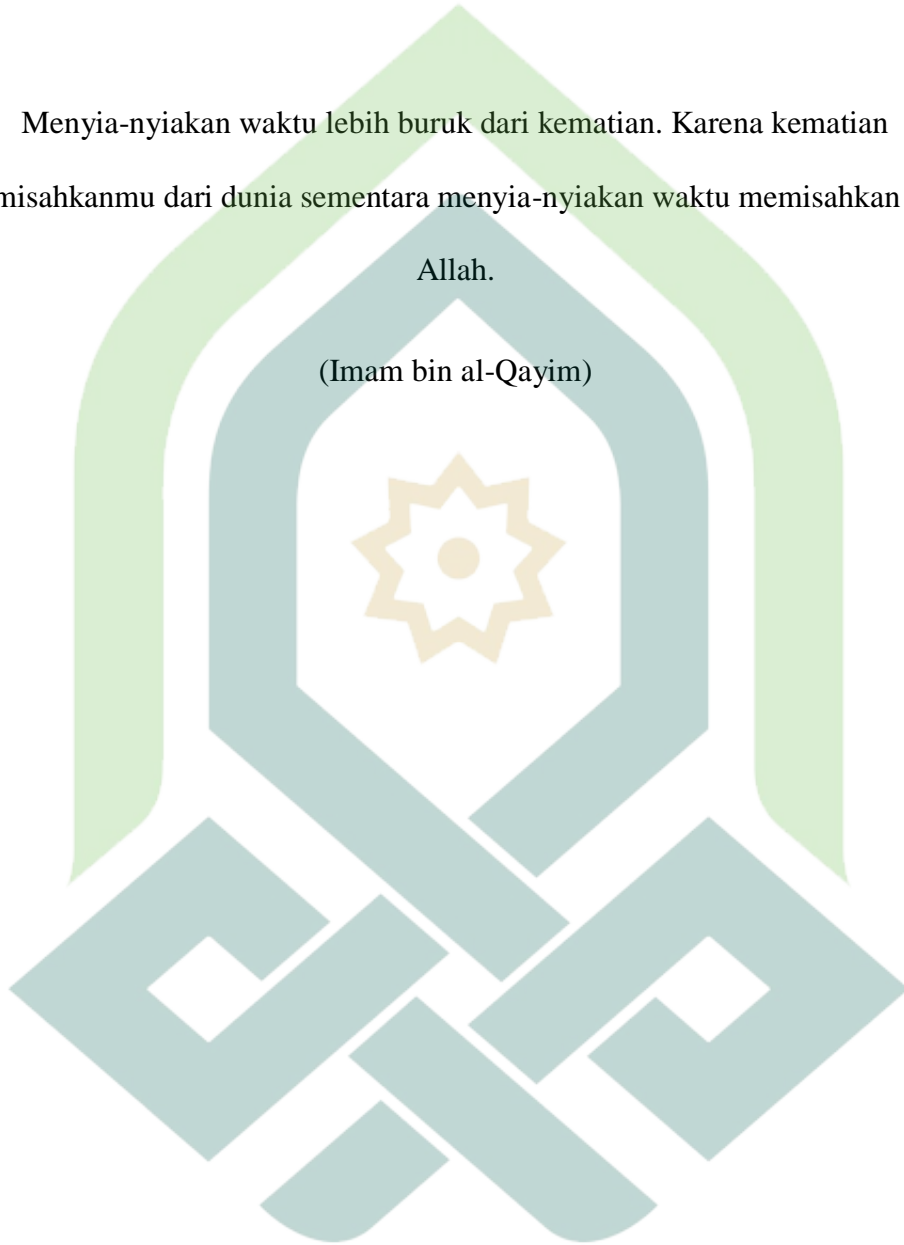 Menyia-nyiakan waktu lebih buruk dari kematian. Karena kematian
misahkanmu dari dunia sementara menyia-nyiakan waktu memisahkan
Allah.
(Imam bin al-Qayim)